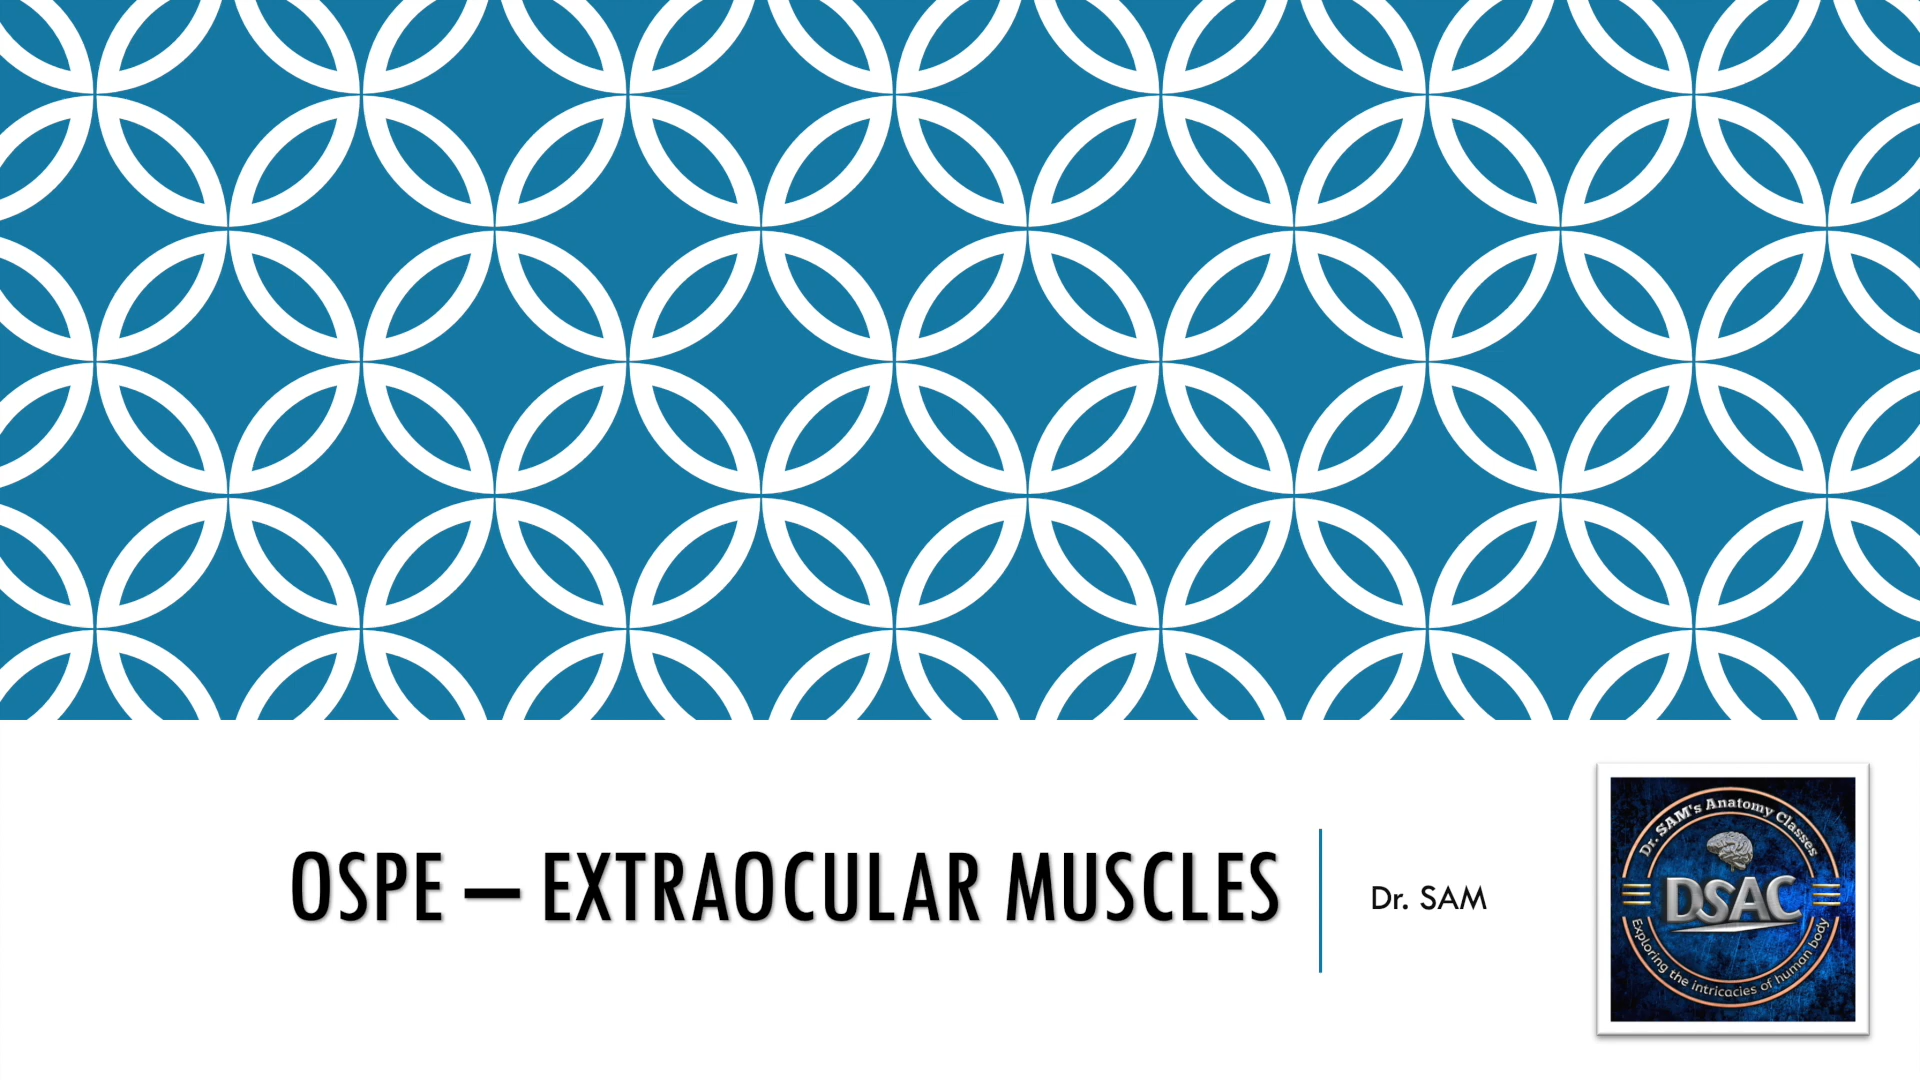 OSPE – EXTRAOCULAR MUSCLES
Dr. SAM
Dr. SAM's Anatomy Classes
DSAC
Exploring the intricacies of human body